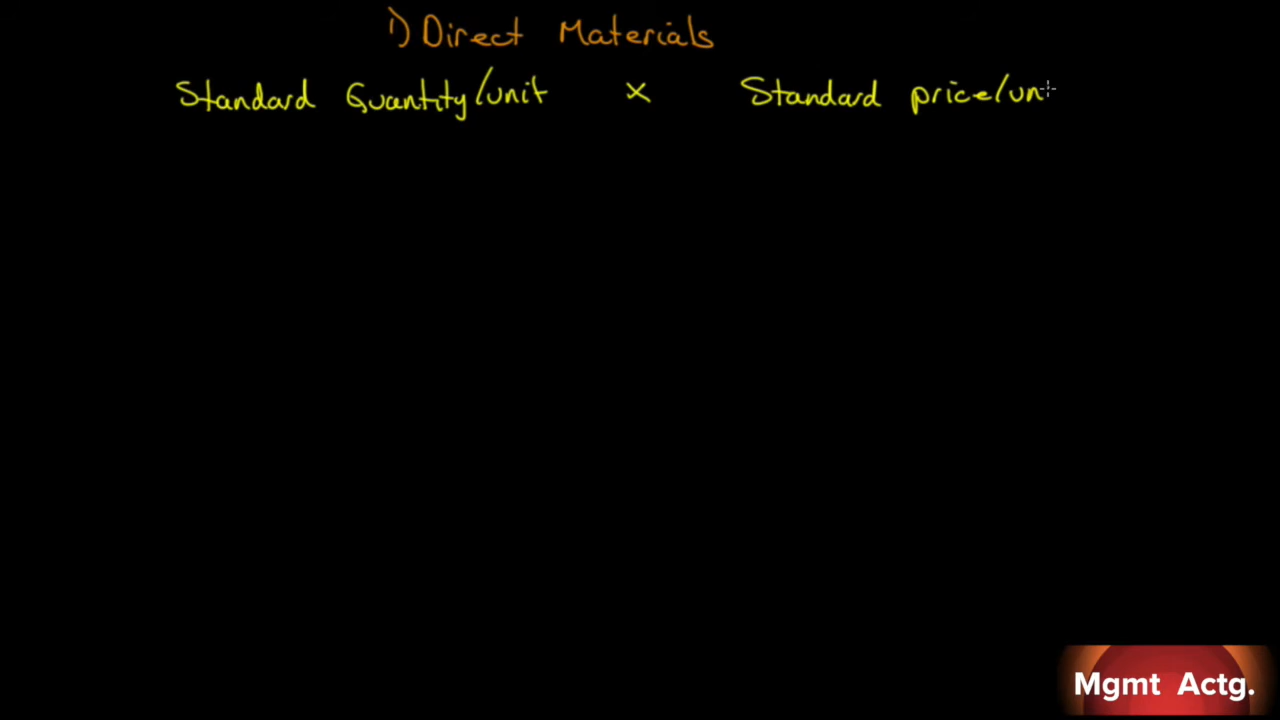 1) Direct Materials
Standard Quantity/unit x Standard price/un
Mgmt Actg.